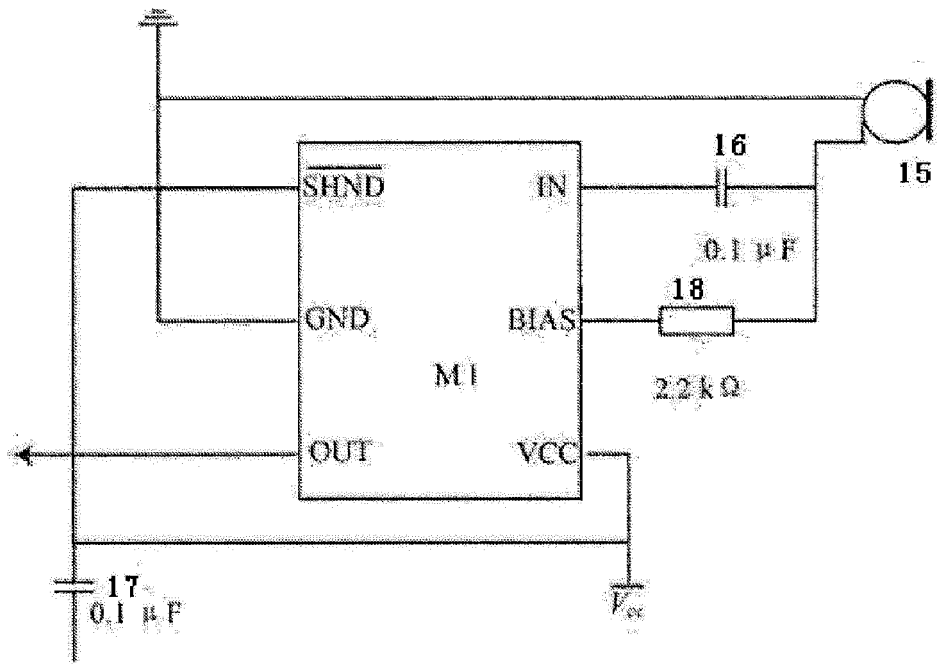 16
15
SHND
IN
0.1 μF
18
GND
BIAS
M1
2.2 kΩ
OUT
VCC
17
0.1 μF
Vcc